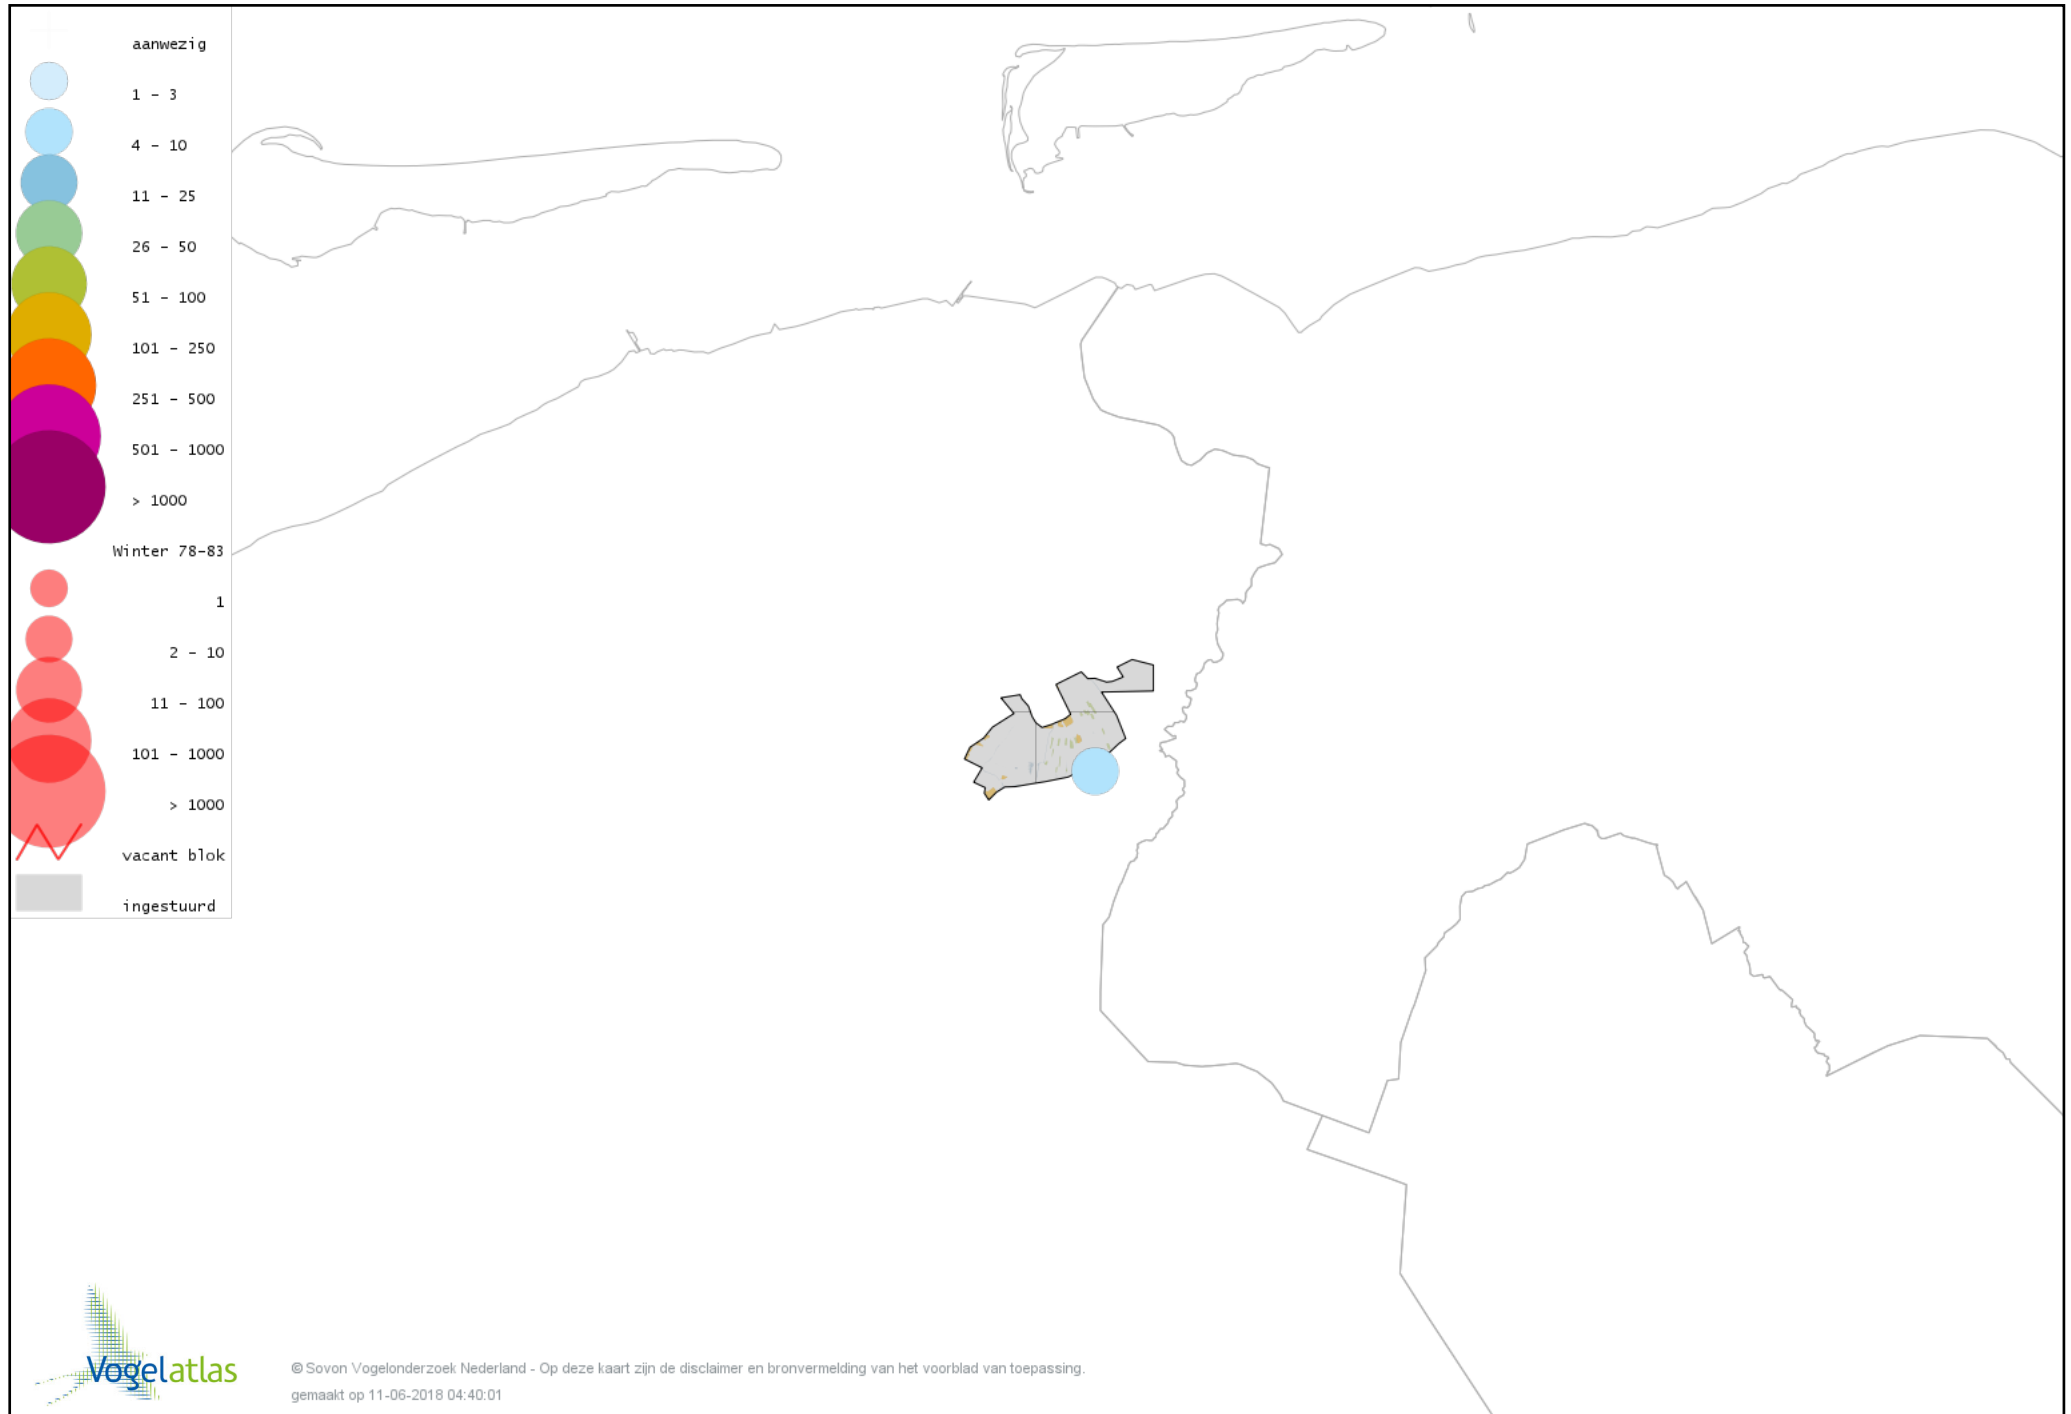 aanwezig
1 - 3
4 - 10
11 - 25
26 - 50
51 - 100
101 - 250
251 - 500
501 - 1000
> 1000
Winter 78-83
1
2 - 10
11 - 100
101 - 1000
> 1000
vacant blok
ingestuurd
Vogelatlas
© Sovon Vogelonderzoek Nederland - Op deze kaart zijn de disclaimer en bronvermelding van het voorblad van toepassing.
gemaakt op 11-06-2018 04:40:01